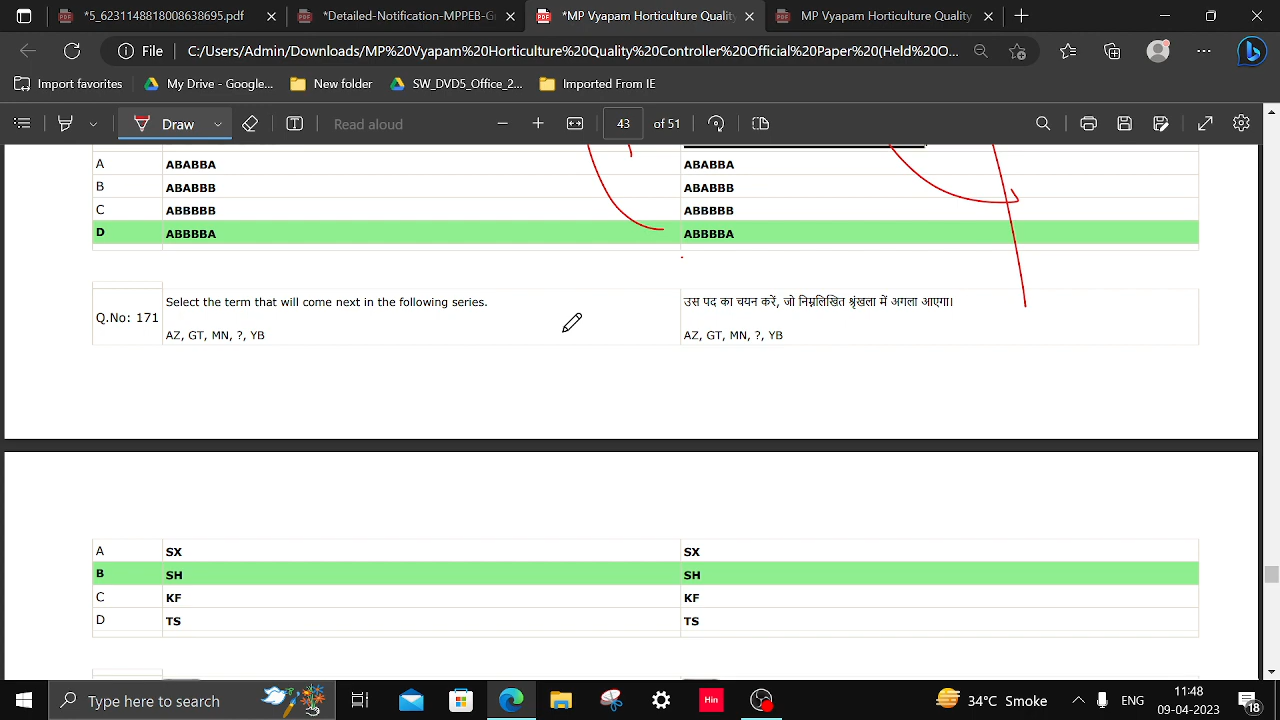 *5_6231148818008638695.pdf
*Detailed-Notification-MPPEB-G
*MP Vyapam Horticulture Quality
MP Vyapam Horticulture Quality
File
C:/Users/Admin/Downloads/MP%20Vyapam%20Horticulture%20Quality%20Controller%20Official%20Paper(Held%20O...
Import favorites
My Drive - Google...
New folder
SW_DVD5_Office_2...
Imported From IE
Draw
Read aloud
43 of 51
A ABABBA ABABBA
B ABABBB ABABBB
C ABBBBB ABBBBB
D ABBBBA ABBBBA
Q.No: 171
Select the term that will come next in the following series.
AZ, GT, MN, ?, YB
उस पद का चयन करें, जो निम्नलिखित श्रृंखला में अगला आएगा।
AZ, GT, MN, ?, YB
A SX SX
B SH SH
C KF KF
D TS TS
Type here to search
Hin
34°C Smoke
ENG
11:48
09-04-2023
18